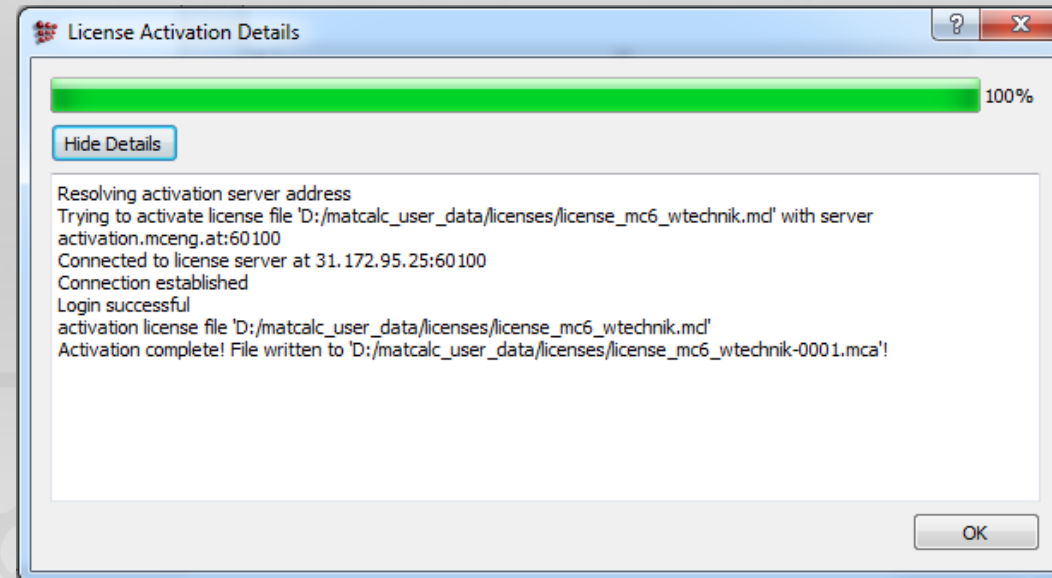 License Activation Details
100%
Hide Details
Resolving activation server address
Trying to activate license file 'D:/matcalc_user_data/licenses/license_mc6_wtechnik.mcl' with server
activation.mceng.at:60100
Connected to license server at 31.172.95.25:60100
Connection established
Login successful
activation license file 'D:/matcalc_user_data/licenses/license_mc6_wtechnik.mcl'
Activation complete! File written to 'D:/matcalc_user_data/licenses/license_mc6_wtechnik-0001.mca'!
OK